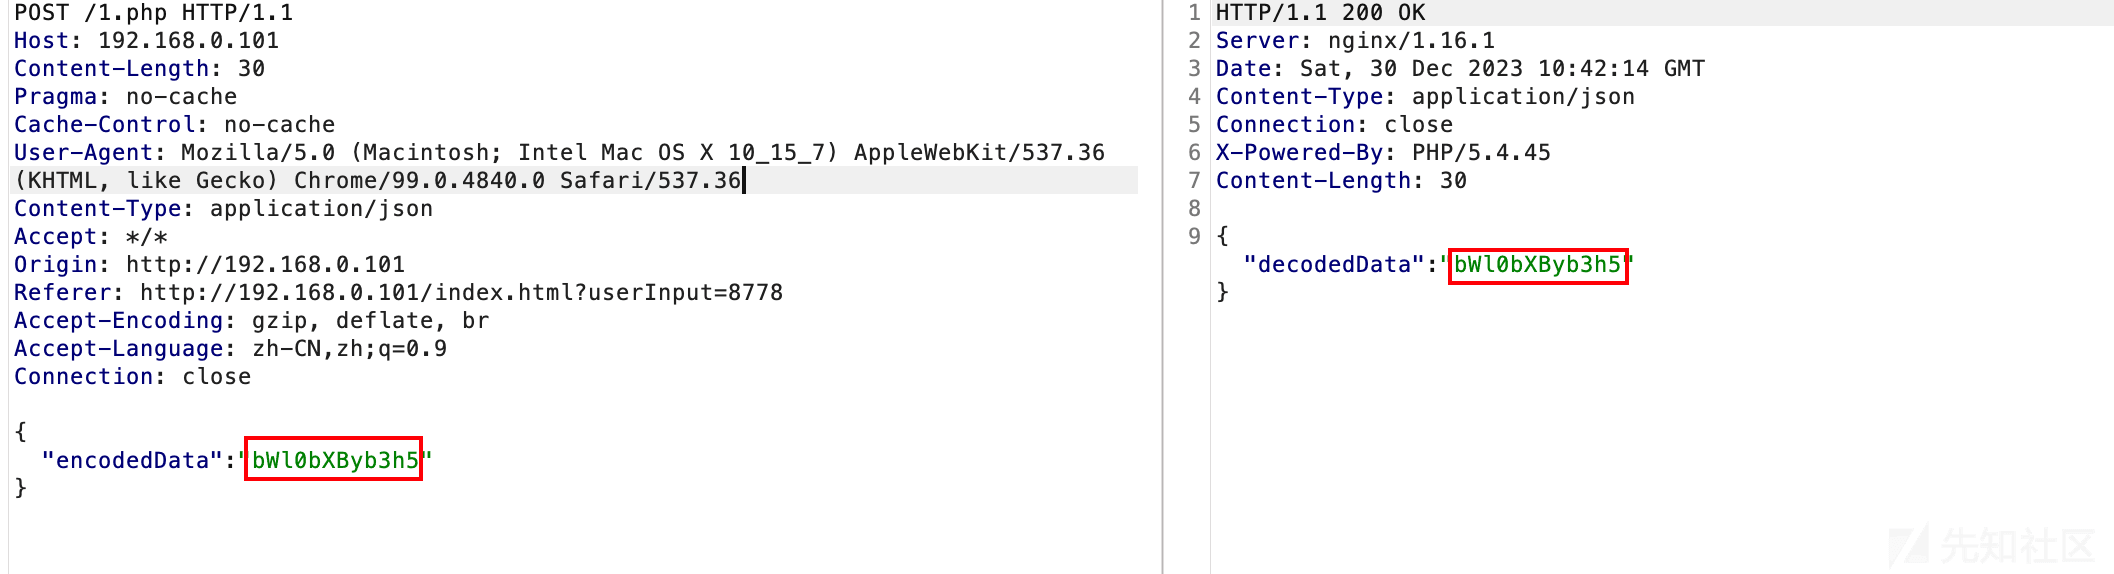 POST /1.php HTTP/1.1
Host: 192.168.0.101
Content-Length: 30
Pragma: no-cache
Cache-Control: no-cache
User-Agent: Mozilla/5.0 (Macintosh; Intel Mac OS X 10_15_7) AppleWebKit/537.36
(KHTML, like Gecko) Chrome/99.0.4840.0 Safari/537.36
Content-Type: application/json
Accept: */*
Origin: http://192.168.0.101
Referer: http://192.168.0.101/index.html?userInput=8778
Accept-Encoding: gzip, deflate, br
Accept-Language: zh-CN,zh;q=0.9
Connection: close
{
"encodedData":"bWl0bXByb3h5"
}
1 HTTP/1.1 200 OK
2 Server: nginx/1.16.1
3 Date: Sat, 30 Dec 2023 10:42:14 GMT
4 Content-Type: application/json
5 Connection: close
6 X-Powered-By: PHP/5.4.45
7 Content-Length: 30
8
9 {
"decodedData":"bWl0bXByb3h5"
}
先知社区